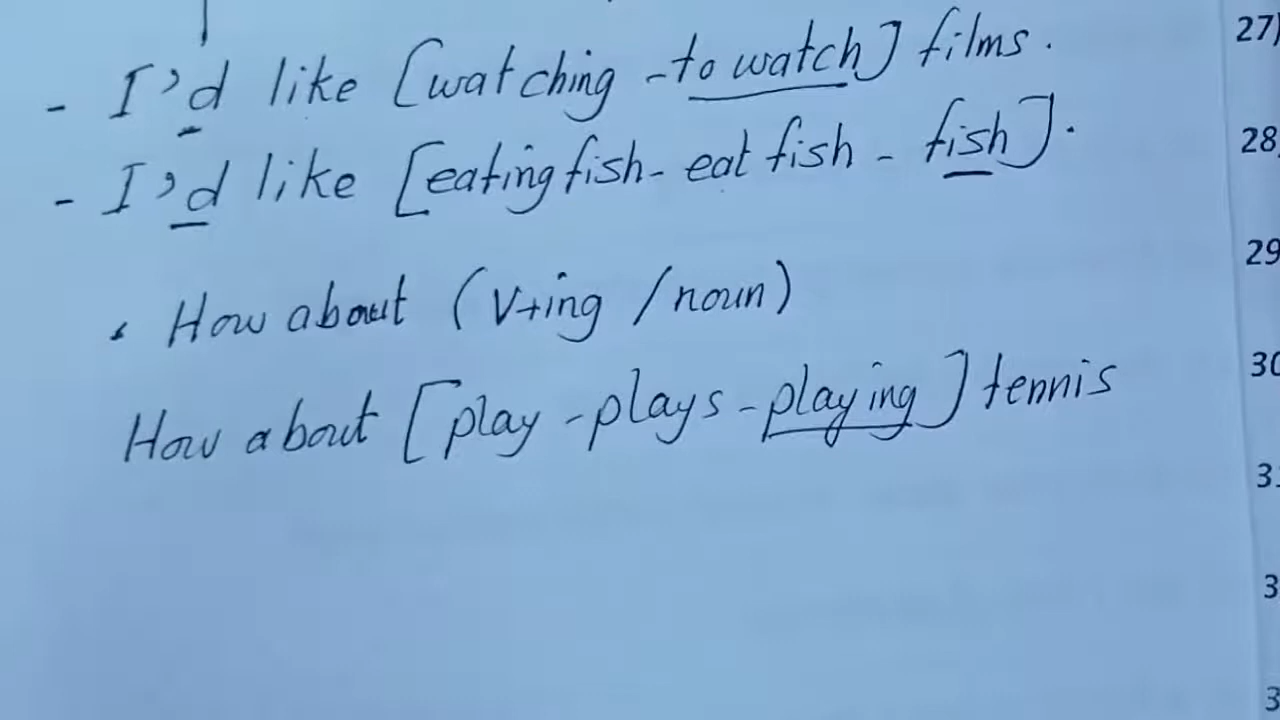 - I'd like [watching - to watch] films.
- I'd like [eating fish - eat fish - fish].
How about (V+ing / noun)
How about [play - plays - playing] tennis
27)
28
29
30